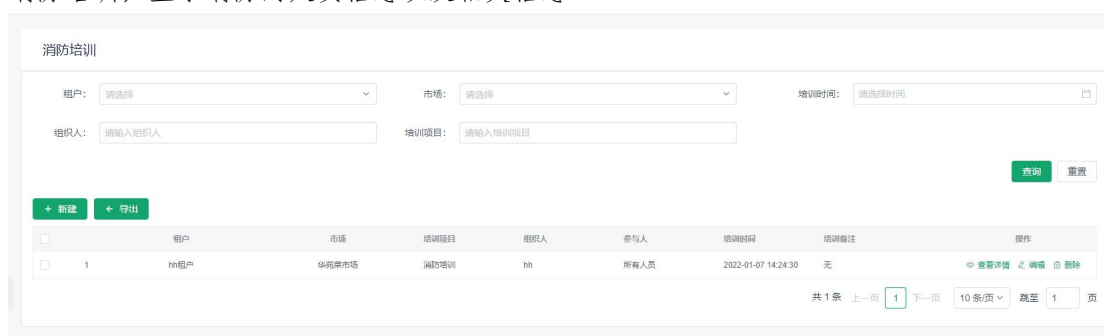 消防培训
租户： 请选择 市场： 请选择 培训时间： 请选择时间
组织人： 请输入组织人 培训项目： 请输入培训项目
查询 重置
+ 新建 ← 导出
租户 市场 培训项目 组织人 参与人 培训时间 培训备注 操作
1 hh租户 华苑菜市场 消防培训 hh 所有人员 2022-01-07 14:24:30 无 查看详情 编辑 删除
共 1 条 上一页 1 下一页 10 条/页 跳至 1 页